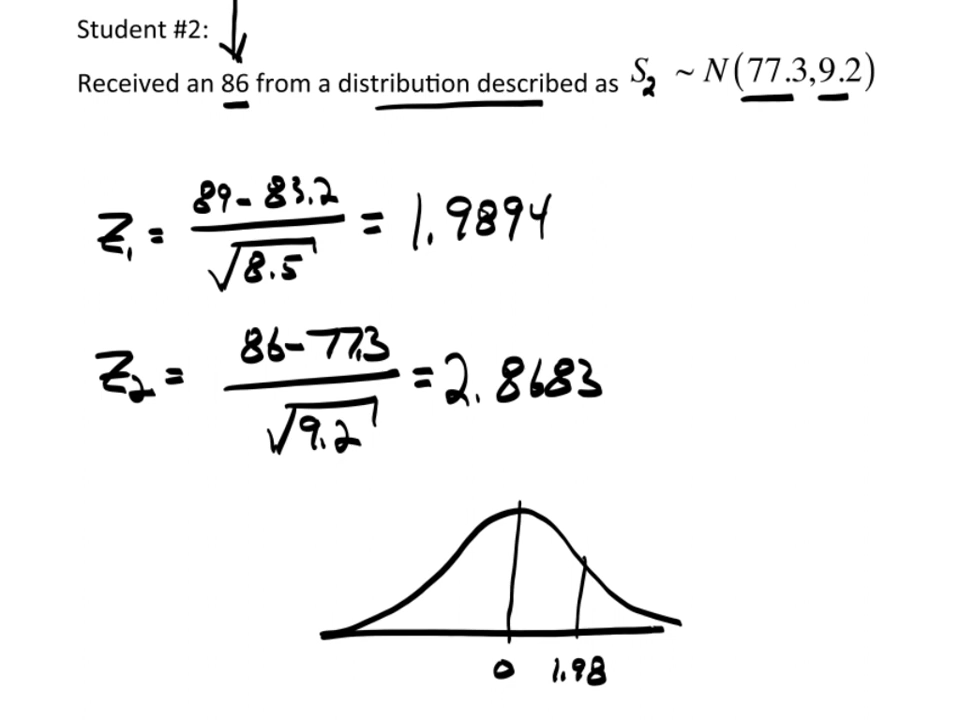 Student #2:
Received an 86 from a distribution described as S₂ ~ N(77.3,9.2)
Z₁ = (89-83.2)/√8.5 = 1.9894
Z₂ = (86-77.3)/√9.2 = 2.8683
0 1.98